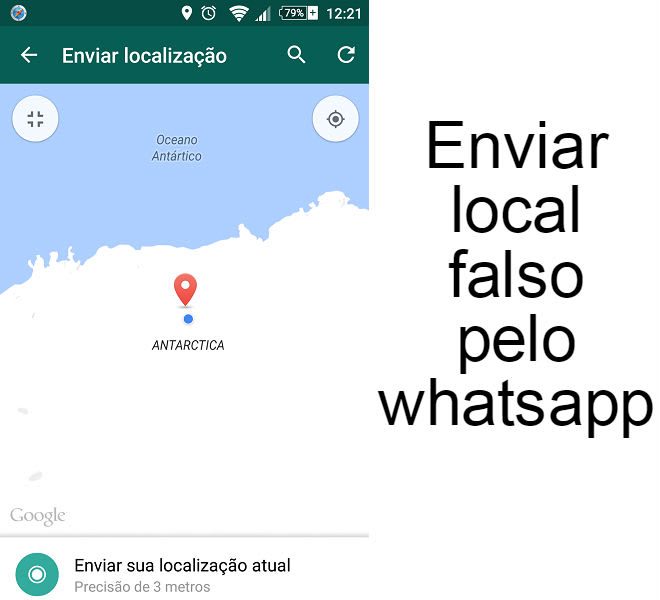 79% 12:21
Enviar localização
Oceano
Antártico
ANTARCTICA
Google
Enviar sua localização atual
Precisão de 3 metros
Enviar
local
falso
pelo
whatsapp